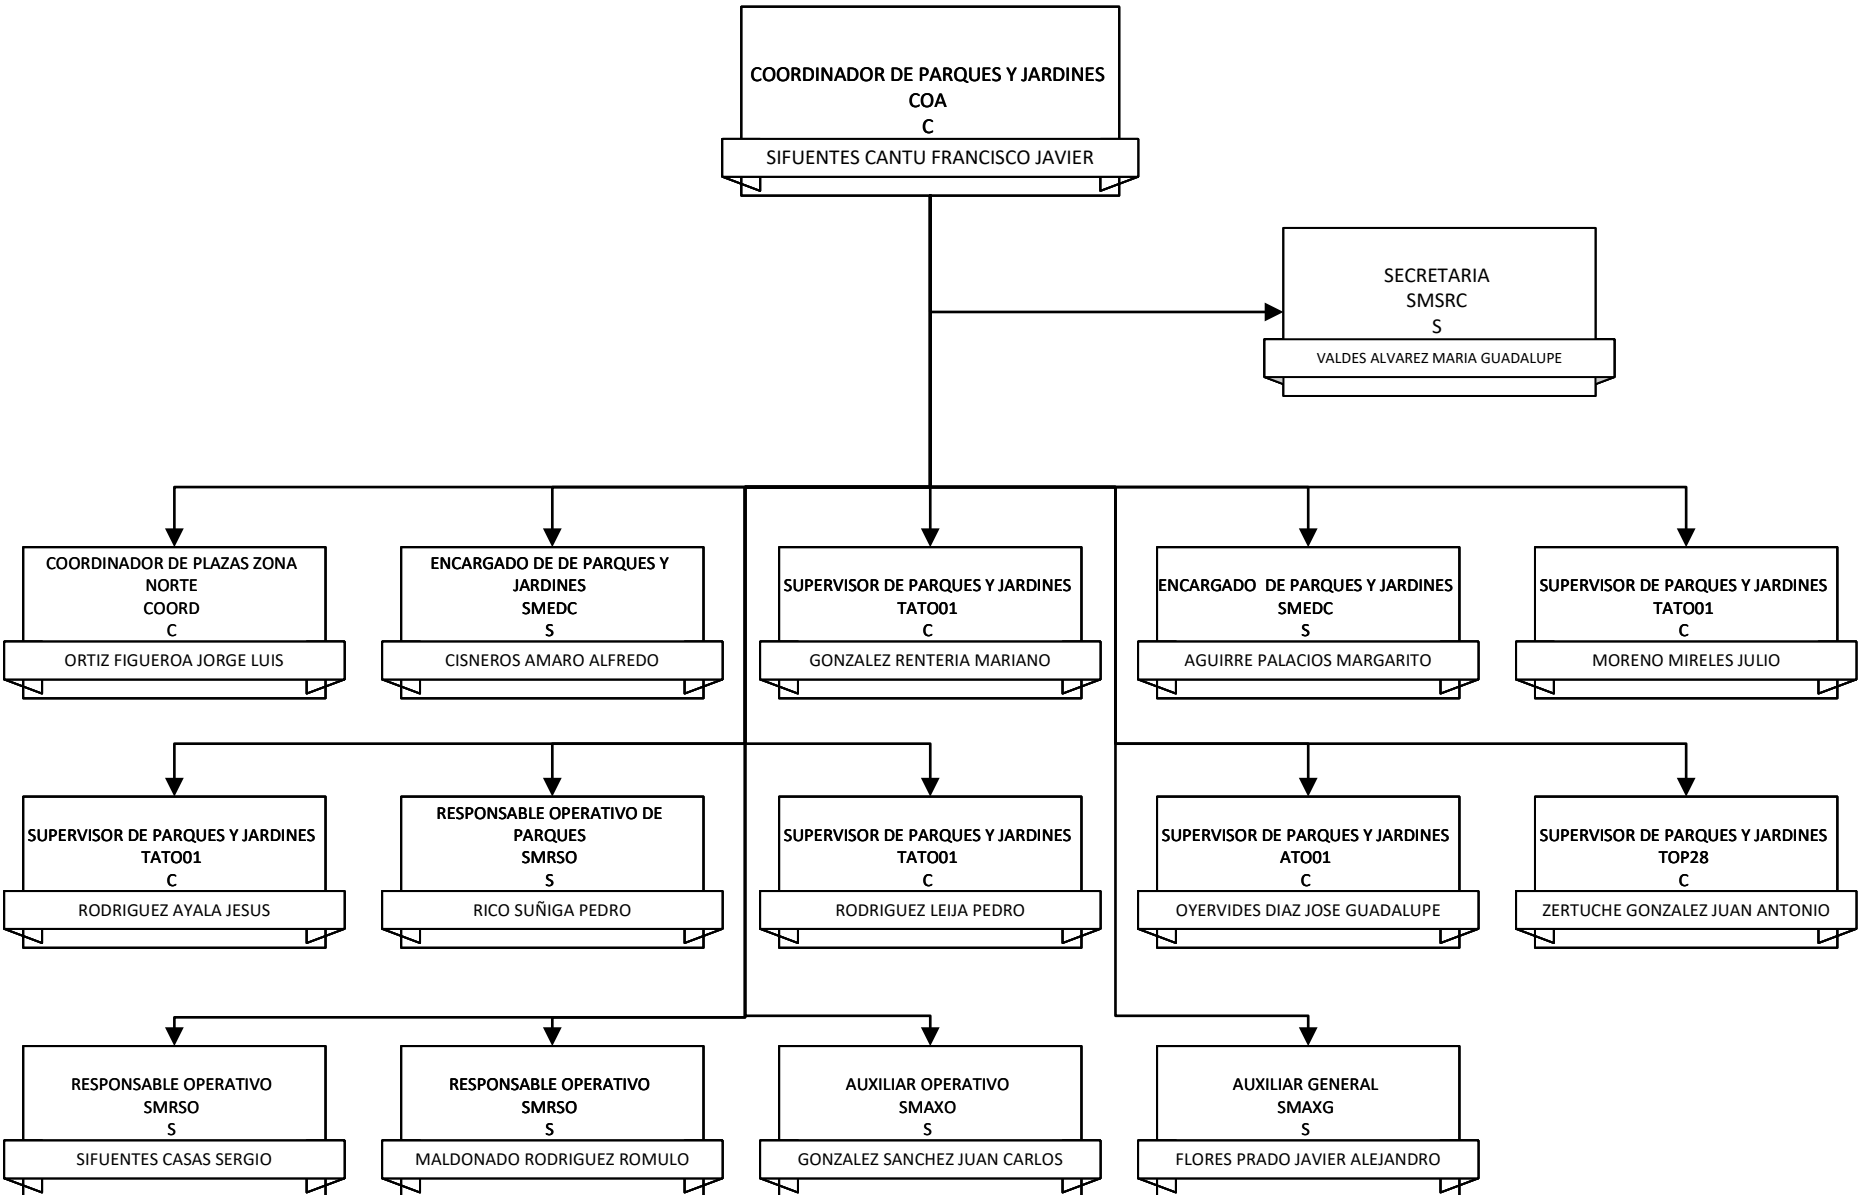 COORDINADOR DE PARQUES Y JARDINES
COA
C
SIFUENTES CANTU FRANCISCO JAVIER
SECRETARIA
SMSRC
S
VALDES ALVAREZ MARIA GUADALUPE
COORDINADOR DE PLAZAS ZONA
NORTE
COORD
C
ORTIZ FIGUEROA JORGE LUIS
ENCARGADO DE DE PARQUES Y
JARDINES
SMEDC
S
CISNEROS AMARO ALFREDO
SUPERVISOR DE PARQUES Y JARDINES
TATO01
C
GONZALEZ RENTERIA MARIANO
ENCARGADO DE PARQUES Y JARDINES
SMEDC
S
AGUIRRE PALACIOS MARGARITO
SUPERVISOR DE PARQUES Y JARDINES
TATO01
C
MORENO MIRELES JULIO
SUPERVISOR DE PARQUES Y JARDINES
TATO01
C
RODRIGUEZ AYALA JESUS
RESPONSABLE OPERATIVO DE
PARQUES
SMRSO
S
RICO SUÑIGA PEDRO
SUPERVISOR DE PARQUES Y JARDINES
TATO01
C
RODRIGUEZ LEIJA PEDRO
SUPERVISOR DE PARQUES Y JARDINES
ATO01
C
OYERVIDES DIAZ JOSE GUADALUPE
SUPERVISOR DE PARQUES Y JARDINES
TOP28
C
ZERTUCHE GONZALEZ JUAN ANTONIO
RESPONSABLE OPERATIVO
SMRSO
S
SIFUENTES CASAS SERGIO
RESPONSABLE OPERATIVO
SMRSO
S
MALDONADO RODRIGUEZ ROMULO
AUXILIAR OPERATIVO
SMAXO
S
GONZALEZ SANCHEZ JUAN CARLOS
AUXILIAR GENERAL
SMAXG
S
FLORES PRADO JAVIER ALEJANDRO